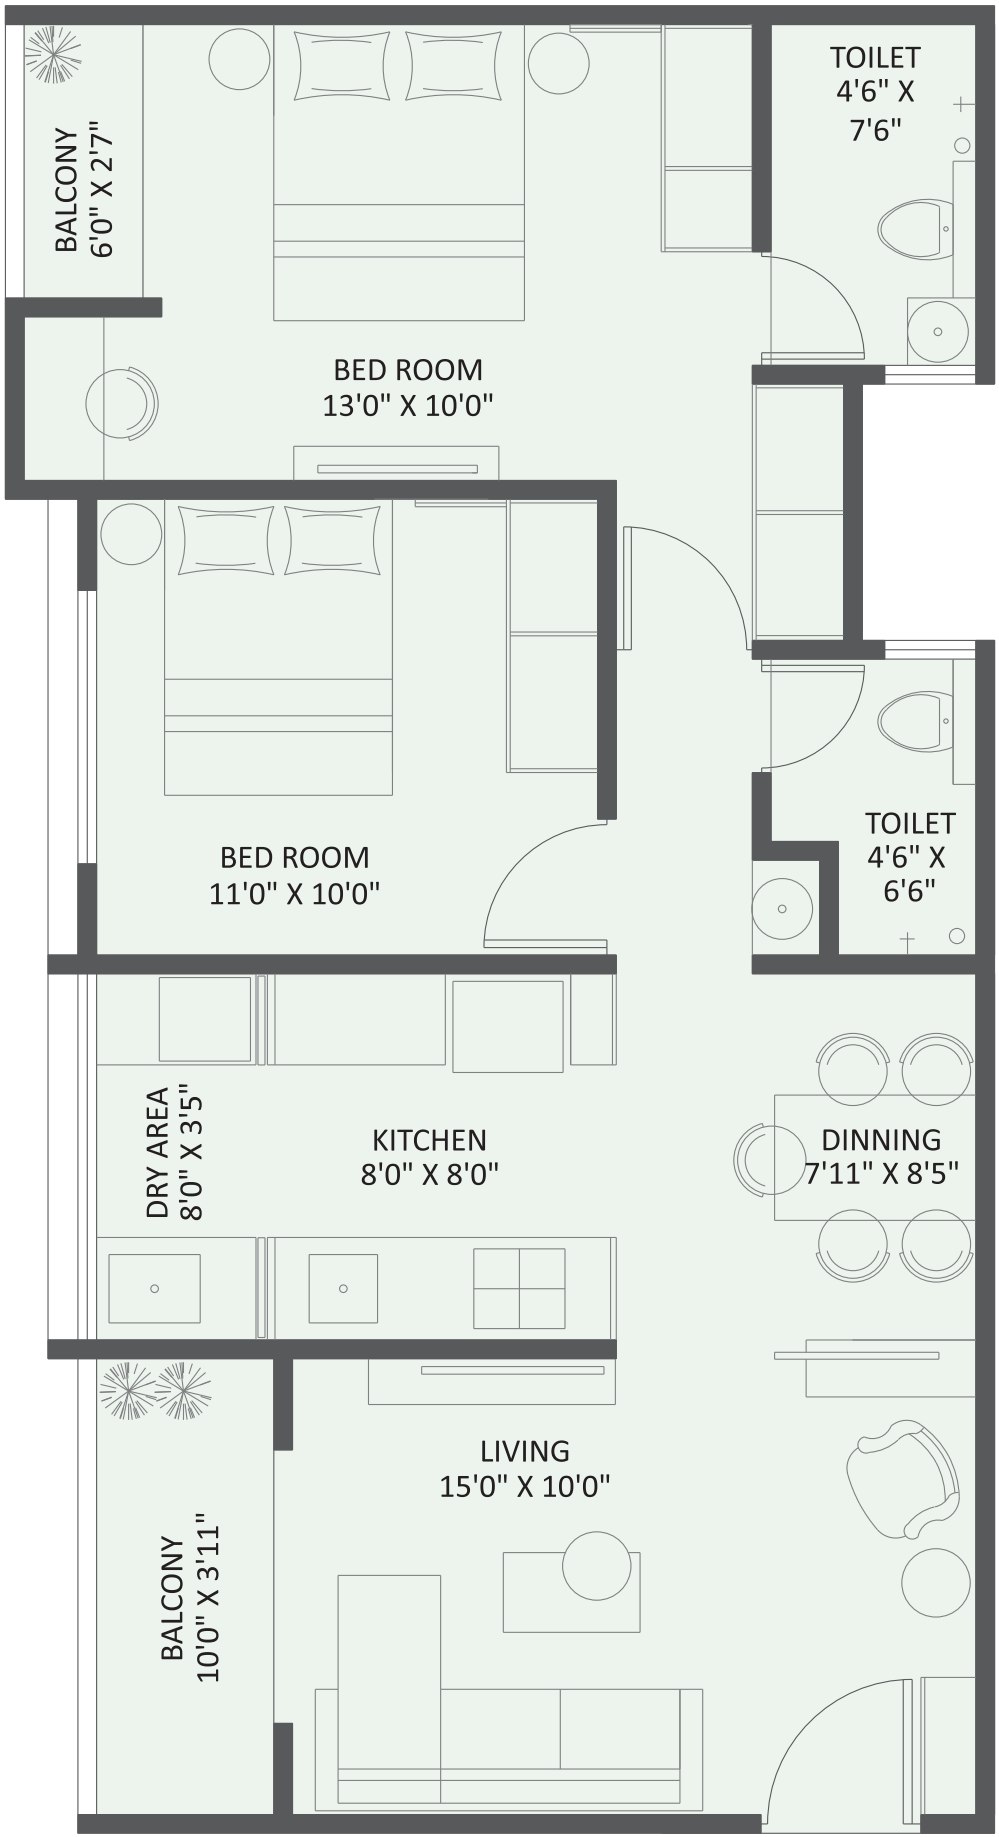 TOILET
4'6" X
7'6"
BALCONY
6'0" X 2'7"
BED ROOM
13'0" X 10'0"
BED ROOM
11'0" X 10'0"
TOILET
4'6" X
6'6"
DRY AREA
8'0" X 3'5"
KITCHEN
8'0" X 8'0"
DINNING
7'11" X 8'5"
LIVING
15'0" X 10'0"
BALCONY
10'0" X 3'11"